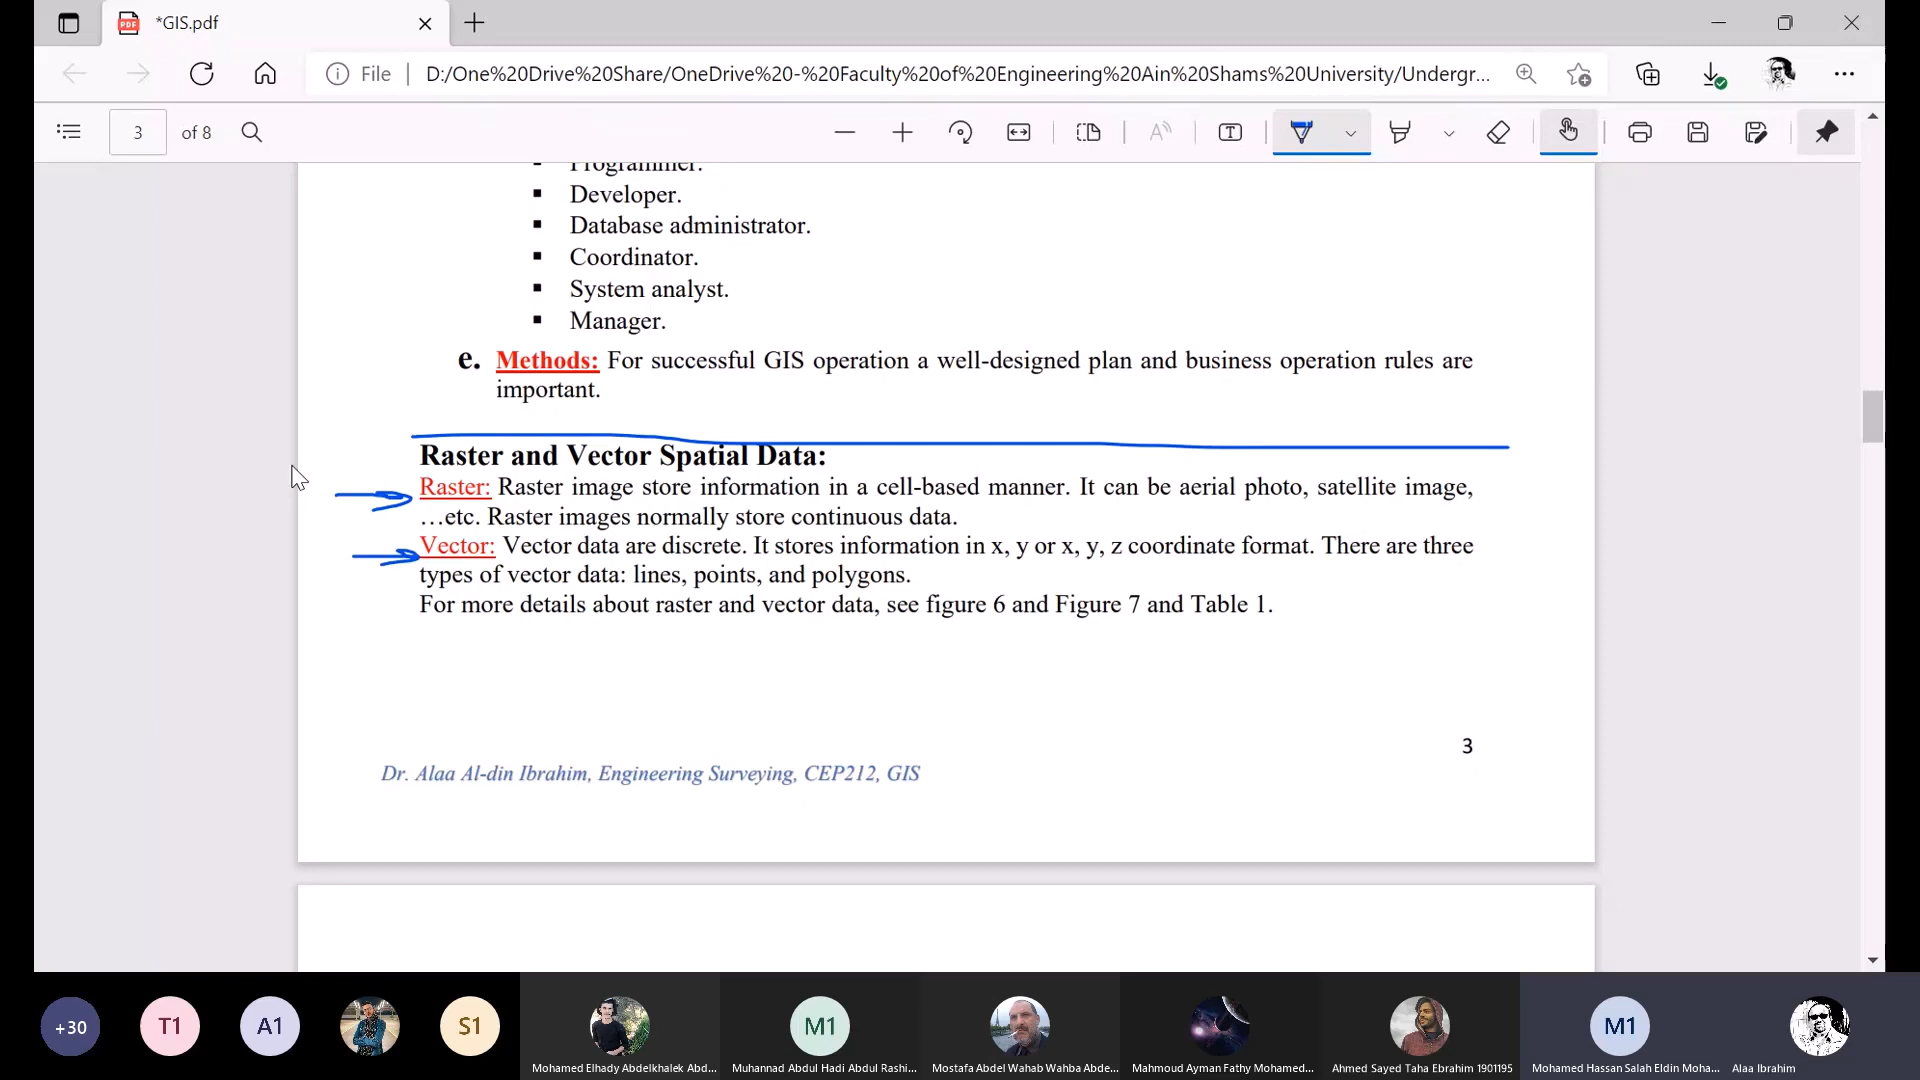 *GIS.pdf
File
D:/One%20Drive%20Share/OneDrive%20-%20Faculty%20of%20Engineering%20Ain%20Shams%20University/Undergr...
3
of 8
Programmer.
▪ Developer.
▪ Database administrator.
▪ Coordinator.
▪ System analyst.
▪ Manager.
e. Methods: For successful GIS operation a well-designed plan and business operation rules are
important.
Raster and Vector Spatial Data:
Raster: Raster image store information in a cell-based manner. It can be aerial photo, satellite image,
…etc. Raster images normally store continuous data.
Vector: Vector data are discrete. It stores information in x, y or x, y, z coordinate format. There are three
types of vector data: lines, points, and polygons.
For more details about raster and vector data, see figure 6 and Figure 7 and Table 1.
3
Dr. Alaa Al-din Ibrahim, Engineering Surveying, CEP212, GIS
+30
T1
A1
S1
M1
M1
Mohamed Elhady Abdelkhalek Abd...
Muhannad Abdul Hadi Abdul Rashi...
Mostafa Abdel Wahab Wahba Abde...
Mahmoud Ayman Fathy Mohamed...
Ahmed Sayed Taha Ebrahim 1901195
Mohamed Hassan Salah Eldin Moha...
Alaa Ibrahim